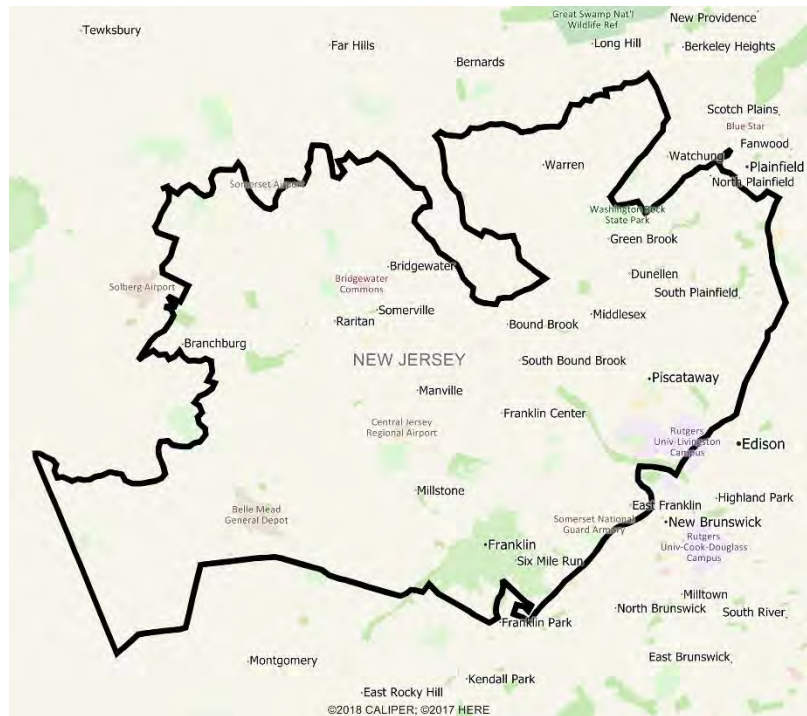 Great Swamp Nat'l
Wildlife Ref
New Providence
Tewksbury
Far Hills
Long Hill
Berkeley Heights
Bernards
Scotch Plains
Blue Star
Fanwood
Watchung
Warren
Plainfield
North Plainfield
Somerset Airport
Washington Rock
State Park
Green Brook
Bridgewater
Dunellen
Solberg Airport
Bridgewater
Commons
South Plainfield
Somerville
Raritan
Middlesex
Bound Brook
Branchburg
NEW JERSEY
South Bound Brook
Piscataway
Manville
Franklin Center
Central Jersey
Regional Airport
Rutgers
Univ-Livingston
Campus
Edison
Millstone
Highland Park
East Franklin
Belle Mead
General Depot
Somerset National
Guard Armory
New Brunswick
Rutgers
Univ-Cook-Douglass
Campus
Franklin
Six Mile Run
Milltown
North Brunswick
South River
Franklin Park
East Brunswick
Montgomery
Kendall Park
East Rocky Hill
©2018 CALIPER; ©2017 HERE